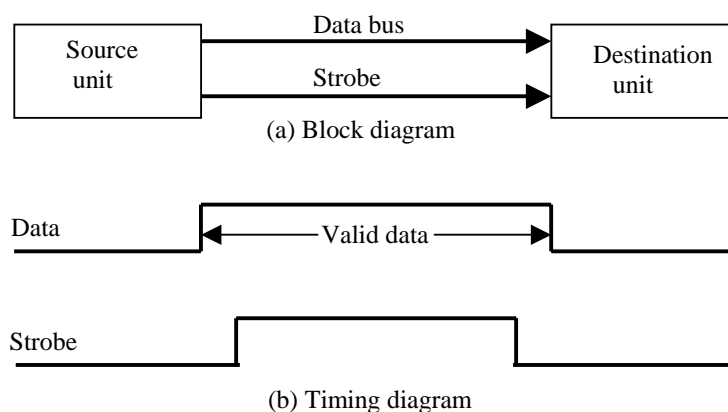 Source
unit
Data bus
Strobe
Destination
unit
(a) Block diagram
Data
Valid data
Strobe
(b) Timing diagram